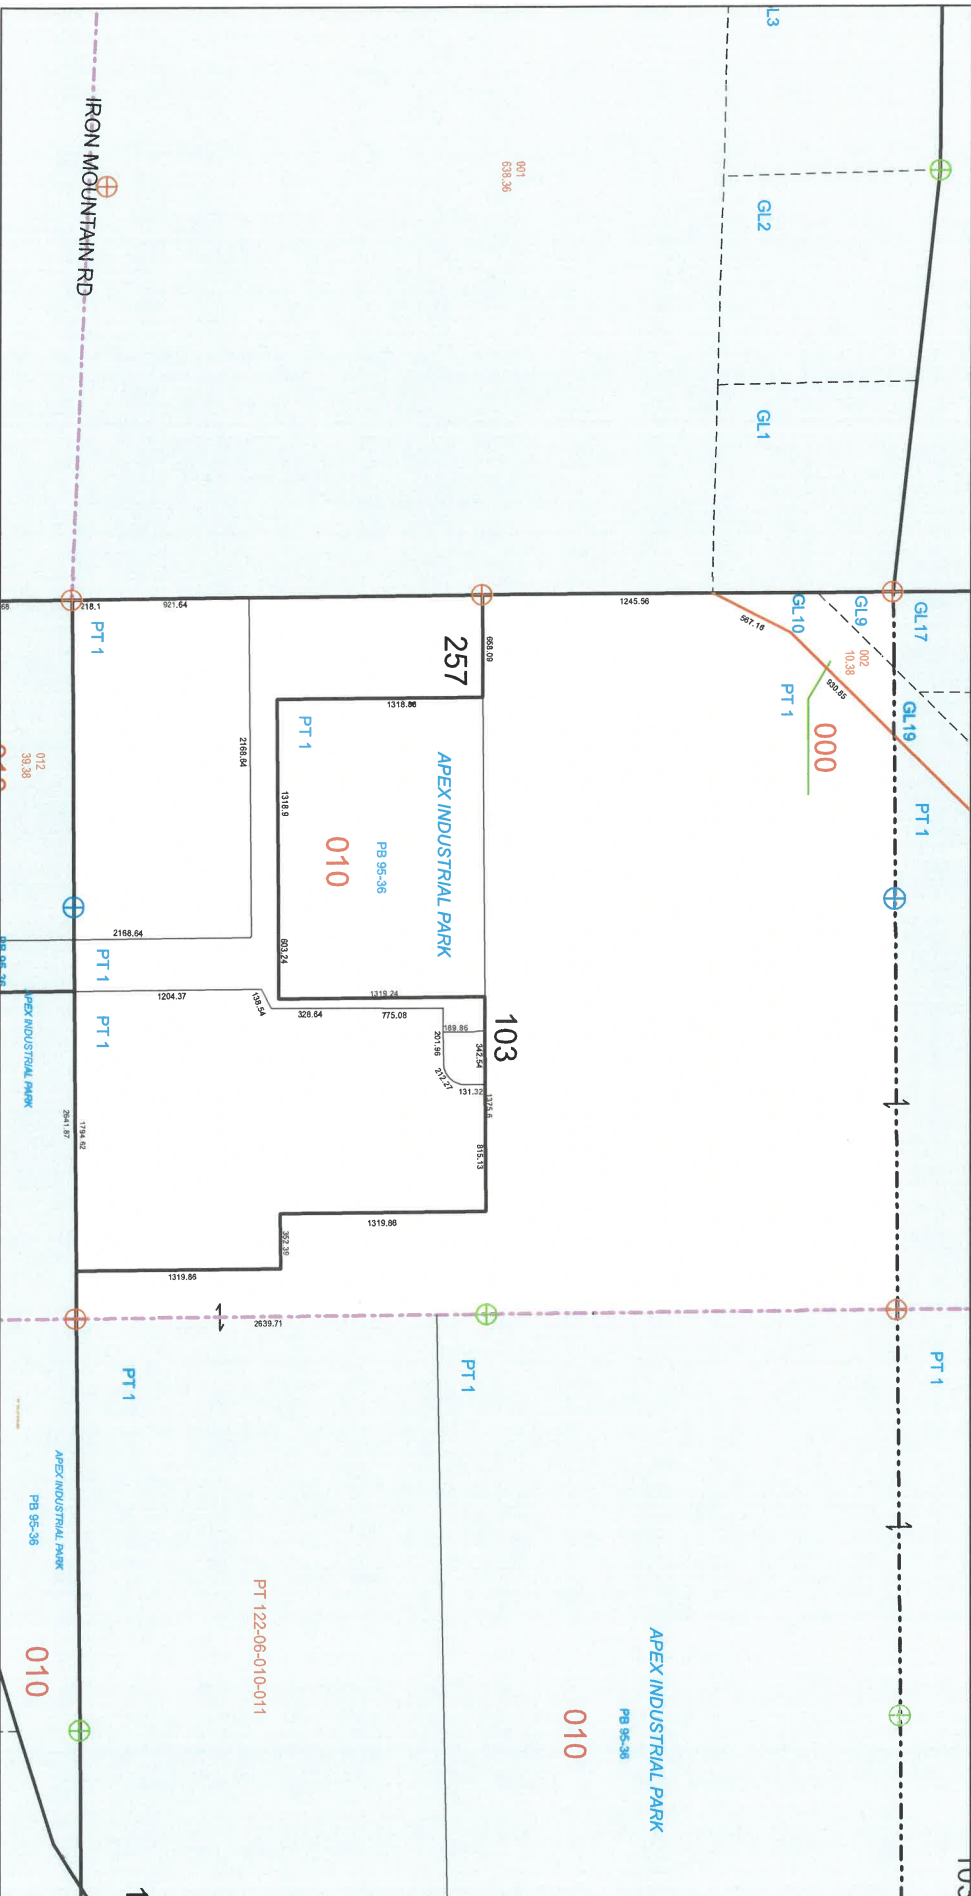 L3
GL2
GL1
001
638.36
IRON MOUNTAIN RD
GL17
GL9
GL10
002
10.38
567.16
930.85
GL19
PT 1
000
PT 1
1245.56
658.09
257
1318.88
921.64
218.1
68
PT 1
2168.64
2168.64
PT 1
1318.9
603.24
APEX INDUSTRIAL PARK
PB 95-36
010
1319.24
012
39.38
PT 1
PT 1
1204.37
138.54
328.64
775.08
189.86
201.96
212.27
131.32
342.54
1375.6
815.13
103
APEX INDUSTRIAL PARK
1794.62
2641.87
1319.86
352.39
1319.86
2639.71
PT 1
PT 1
PT 1
APEX INDUSTRIAL PARK
PB 95-36
010
PT 122-06-010-011
APEX INDUSTRIAL PARK
PB 95-36
010